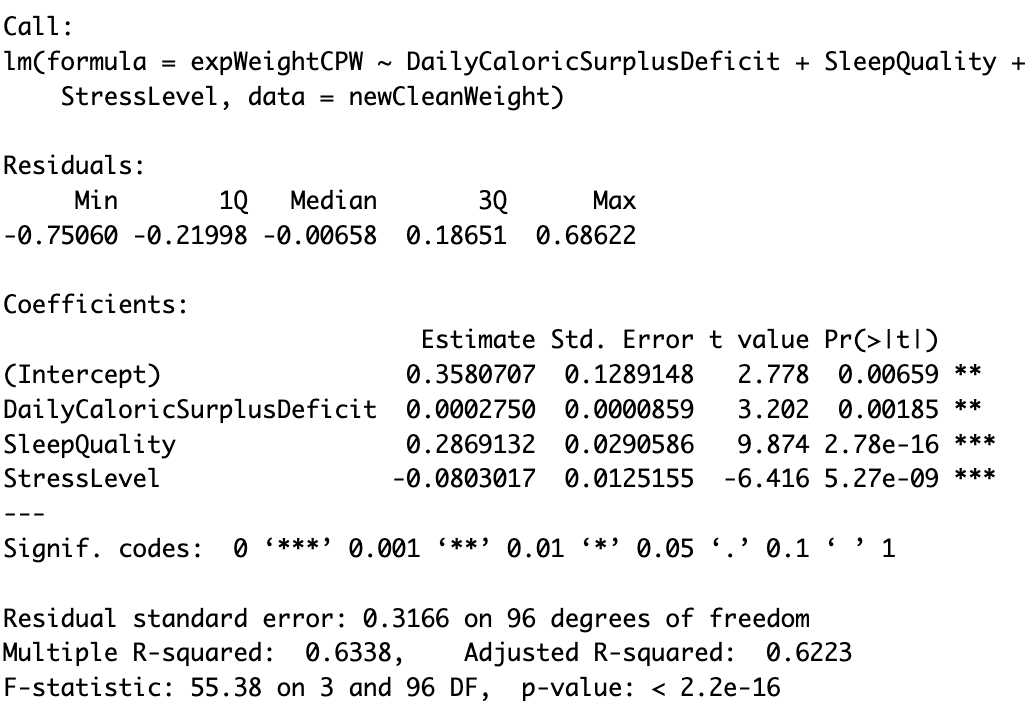 Call:
lm(formula = expWeightCPW ~ DailyCaloricSurplusDeficit + SleepQuality +
    StressLevel, data = newCleanWeight)

Residuals:
     Min       1Q   Median       3Q      Max
-0.75060 -0.21998 -0.00658  0.18651  0.68622

Coefficients:
                             Estimate Std. Error t value Pr(>|t|)
(Intercept)                 0.3580707  0.1289148   2.778  0.00659 **
DailyCaloricSurplusDeficit  0.0002750  0.0000859   3.202  0.00185 **
SleepQuality                0.2869132  0.0290586   9.874 2.78e-16 ***
StressLevel                -0.0803017  0.0125155  -6.416 5.27e-09 ***
---
Signif. codes:  0 ‘***’ 0.001 ‘**’ 0.01 ‘*’ 0.05 ‘.’ 0.1 ‘ ’ 1

Residual standard error: 0.3166 on 96 degrees of freedom
Multiple R-squared:  0.6338,    Adjusted R-squared:  0.6223
F-statistic: 55.38 on 3 and 96 DF,  p-value: < 2.2e-16